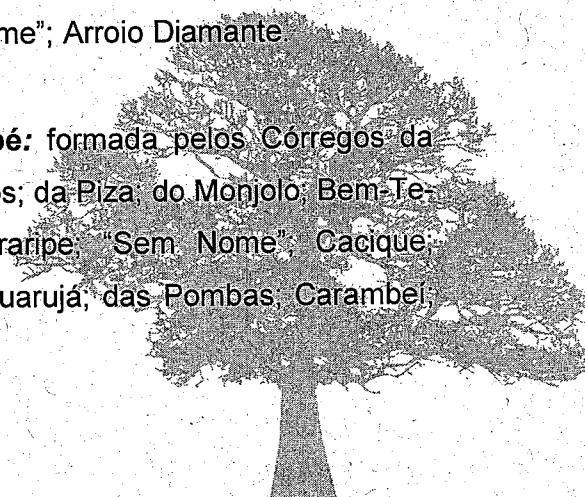 me”; Arroio Diamante.
bé: formada pelos Córregos da
os; da Piza; do Monjolo; Bem-Te-
raripe; “Sem Nome”; Cacique;
uarujá; das Pombas; Carambeí;